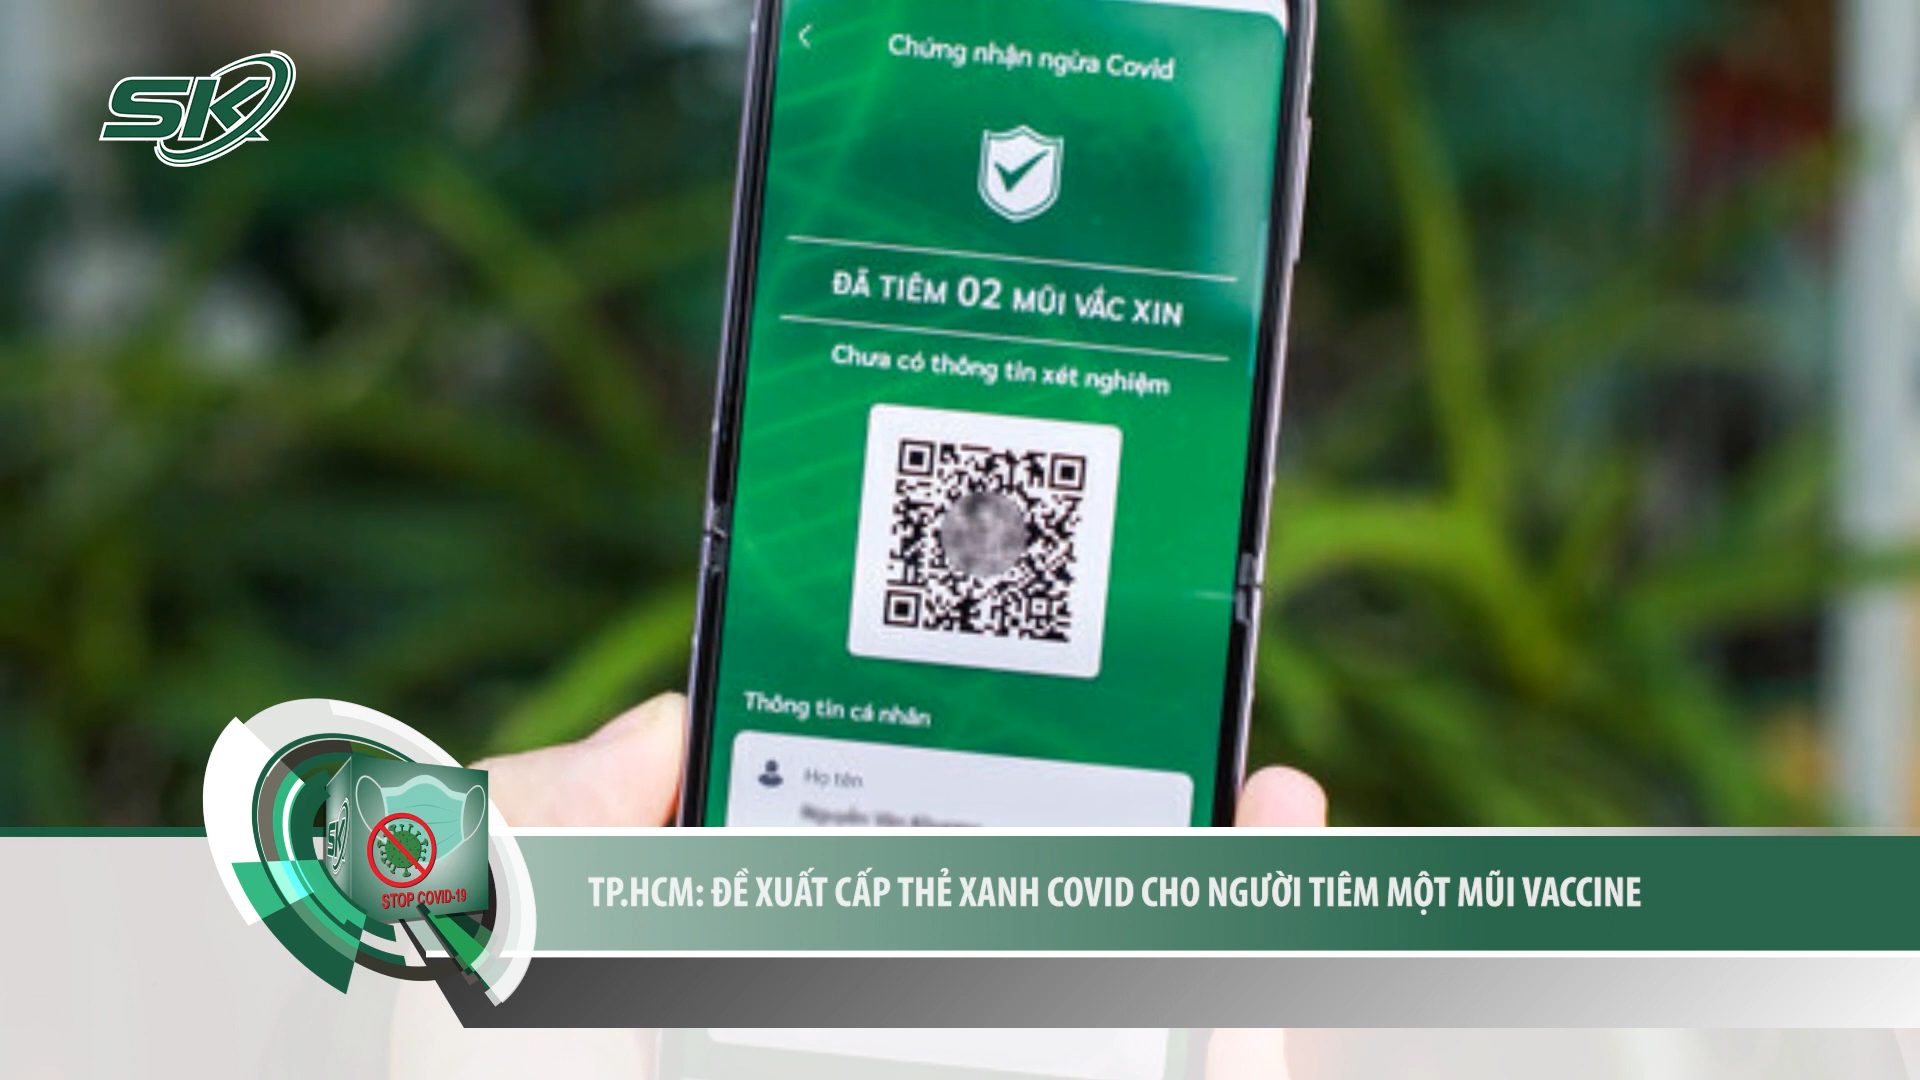 SK
Chứng nhận ngừa Covid
ĐÃ TIÊM 02 MŨI VẮC XIN
Chưa có thông tin xét nghiệm
Thông tin cá nhân
Họ tên
SK
STOP COVID-19
TP.HCM: ĐỀ XUẤT CẤP THẺ XANH COVID CHO NGƯỜI TIÊM MỘT MŨI VACCINE